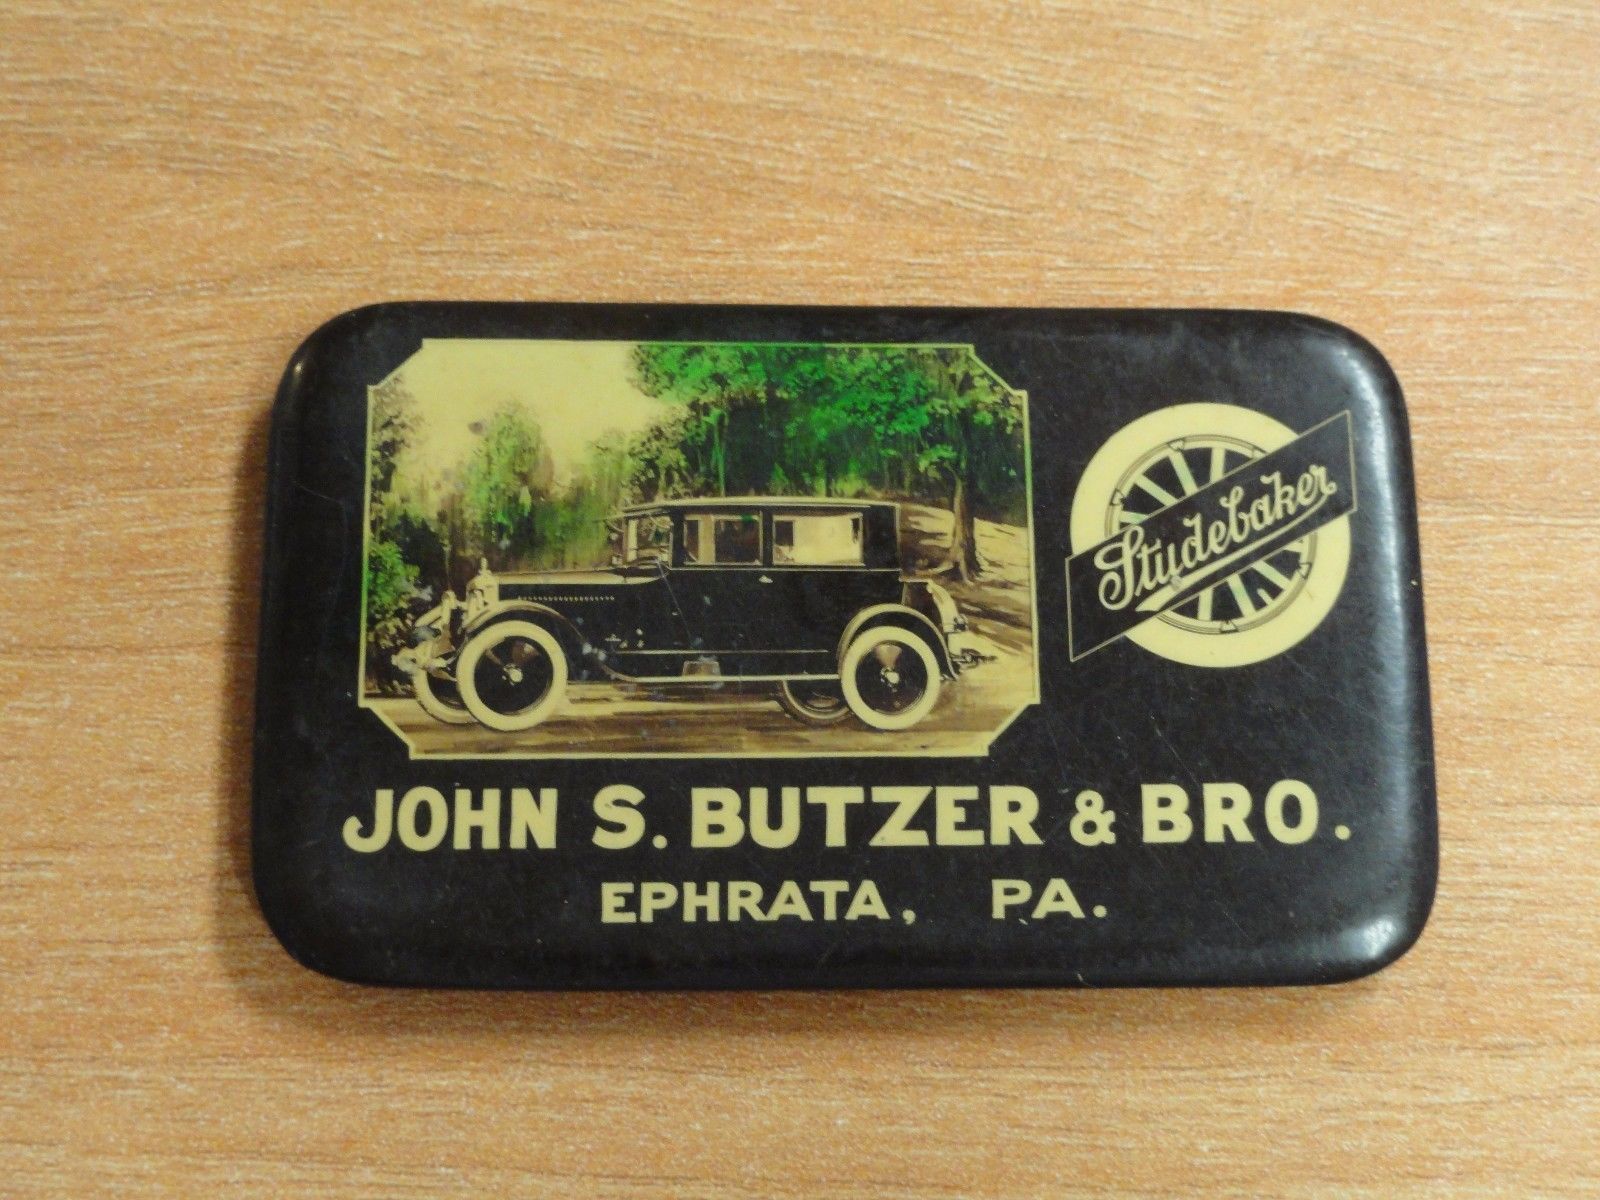 Studebaker
JOHN S. BUTZER & BRO.
EPHRATA, PA.